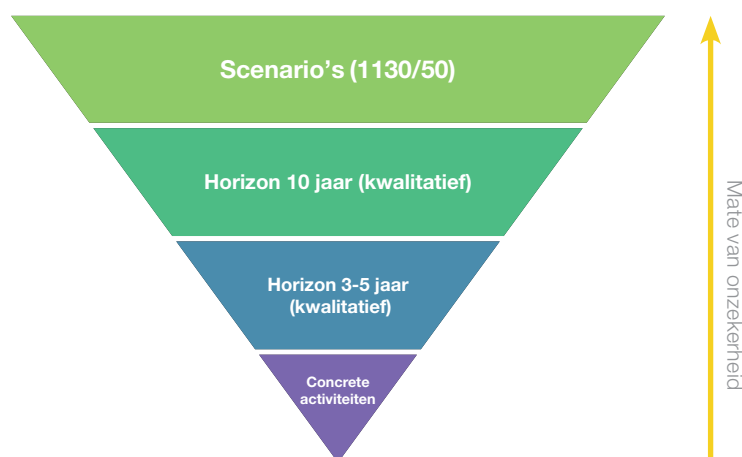 Scenario’s (1130/50)
Horizon 10 jaar (kwalitatief)
Horizon 3-5 jaar
(kwalitatief)
Concrete
activiteiten
Mate van onzekerheid